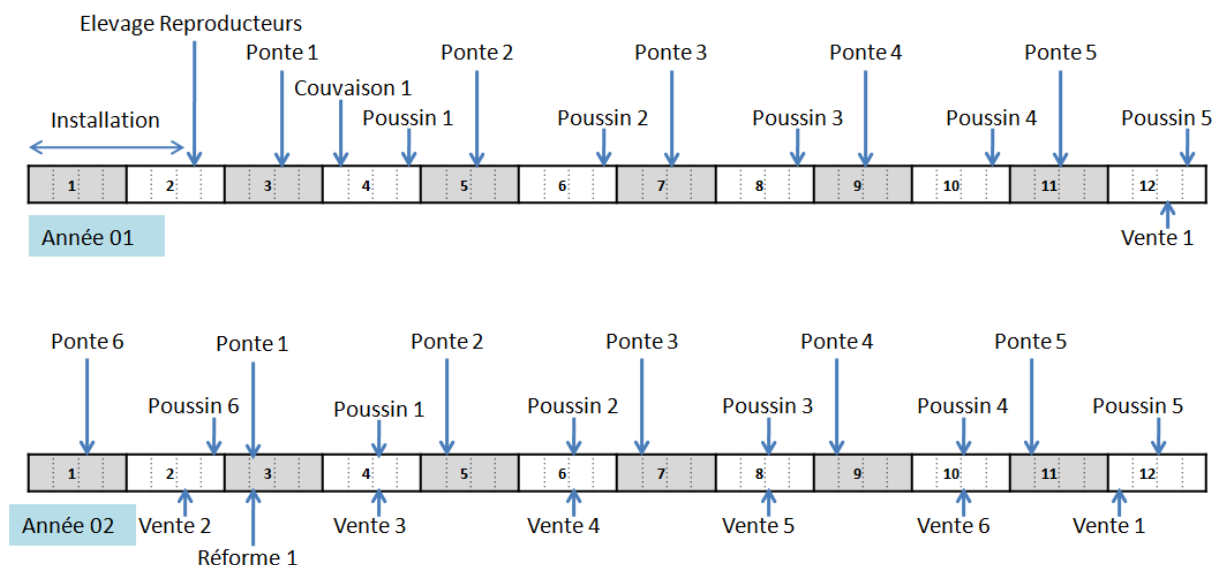 Elevage Reproducteurs
Ponte 1
Ponte 2
Ponte 3
Ponte 4
Ponte 5
Couvaison 1
Installation
Poussin 1
Poussin 2
Poussin 3
Poussin 4
Poussin 5
1 2 3 4 5 6 7 8 9 10 11 12
Année 01
Vente 1
Ponte 6
Ponte 1
Ponte 2
Ponte 3
Ponte 4
Ponte 5
Poussin 6
Poussin 1
Poussin 2
Poussin 3
Poussin 4
Poussin 5
1 2 3 4 5 6 7 8 9 10 11 12
Année 02
Vente 2
Vente 3
Vente 4
Vente 5
Vente 6
Vente 1
Réforme 1